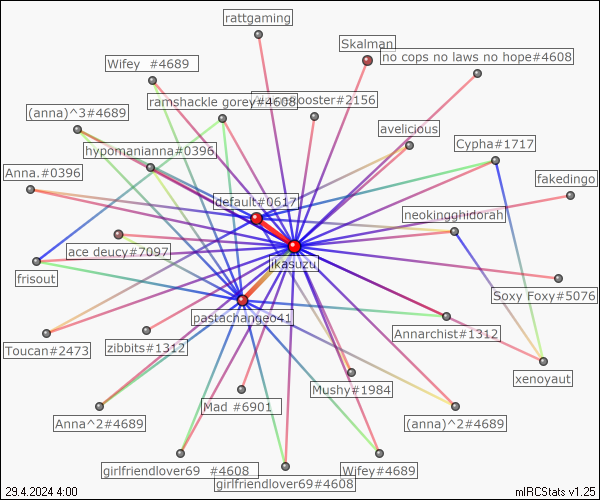 rattgaming
Skalman
no cops no laws no hope#4608
Wifey  #4689
ramshackle gorey#4608
ooster#2156
(anna)^3#4689
avelicious
Cypha#1717
hypomanianna#0396
Anna.#0396
fakedingo
default#0617
neokingghidorah
ace deucy#7097
ikasuzu
frisout
Soxy Foxy#5076
pastachangeo41
Annarchist#1312
Toucan#2473
zibbits#1312
xenoyaut
Mushy#1984
Mad #6901
Anna^2#4689
(anna)^2#4689
girlfriendlover69  #4608
Wifey#4689
girlfriendlover69#4608
29.4.2024 4:00
mIRCStats v1.25